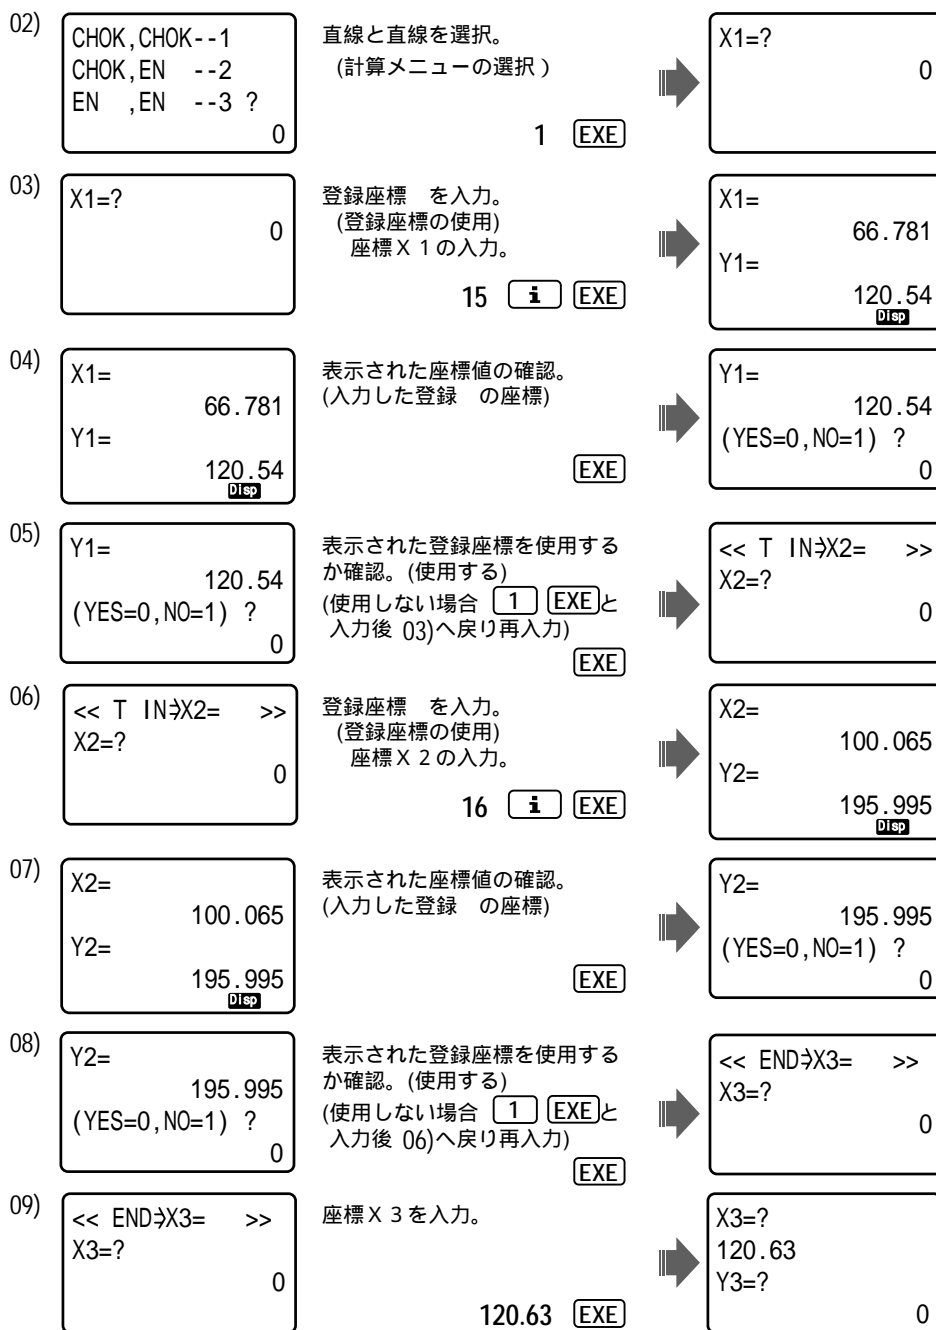 02)
CHOK,CHOK--1
CHOK,EN --2
EN ,EN --3 ?
0
直線と直線を選択。
(計算メニューの選択)
1 EXE
X1=?
0
03)
X1=?
0
登録座標 を入力。
(登録座標の使用)
座標X1の入力。
15 i EXE
X1=
66.781
Y1=
120.54
Disp
04)
X1=
66.781
Y1=
120.54
Disp
表示された座標値の確認。
(入力した登録 の座標)
EXE
Y1=
120.54
(YES=0,NO=1) ?
0
05)
Y1=
120.54
(YES=0,NO=1) ?
0
表示された登録座標を使用する
か確認。(使用する)
(使用しない場合 1 EXEと
入力後 03)へ戻り再入力)
EXE
<< T IN⇒X2= >>
X2=?
0
06)
<< T IN⇒X2= >>
X2=?
0
登録座標 を入力。
(登録座標の使用)
座標X2の入力。
16 i EXE
X2=
100.065
Y2=
195.995
Disp
07)
X2=
100.065
Y2=
195.995
Disp
表示された座標値の確認。
(入力した登録 の座標)
EXE
Y2=
195.995
(YES=0,NO=1) ?
0
08)
Y2=
195.995
(YES=0,NO=1) ?
0
表示された登録座標を使用する
か確認。(使用する)
(使用しない場合 1 EXEと
入力後 06)へ戻り再入力)
EXE
<< END⇒X3= >>
X3=?
0
09)
<< END⇒X3= >>
X3=?
0
座標X3を入力。
120.63 EXE
X3=?
120.63
Y3=?
0